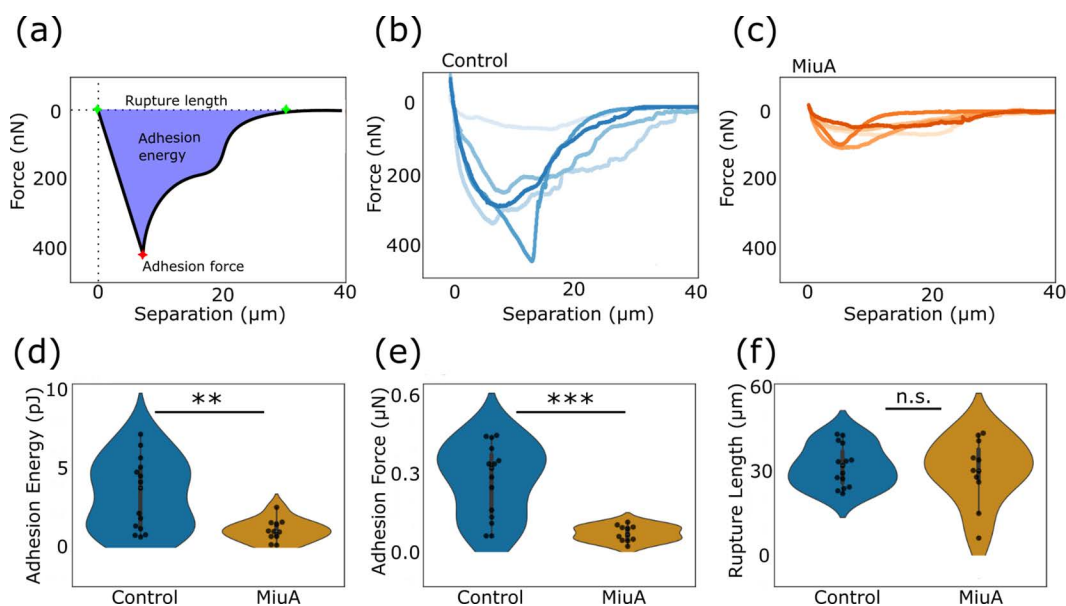 (a)
Rupture length
Adhesion
energy
Adhesion force
0
200
400
Force (nN)
0
20
40
Separation (µm)
(b)
Control
0
200
400
Force (nN)
0
20
40
Separation (µm)
(c)
MiuA
0
200
400
Force (nN)
0
20
40
Separation (µm)
(d)
10
5
0
Adhesion Energy (pJ)
**
Control
MiuA
(e)
0.6
0.3
0.0
Adhesion Force (µN)
***
Control
MiuA
(f)
60
30
0
Rupture Length (µm)
n.s.
Control
MiuA